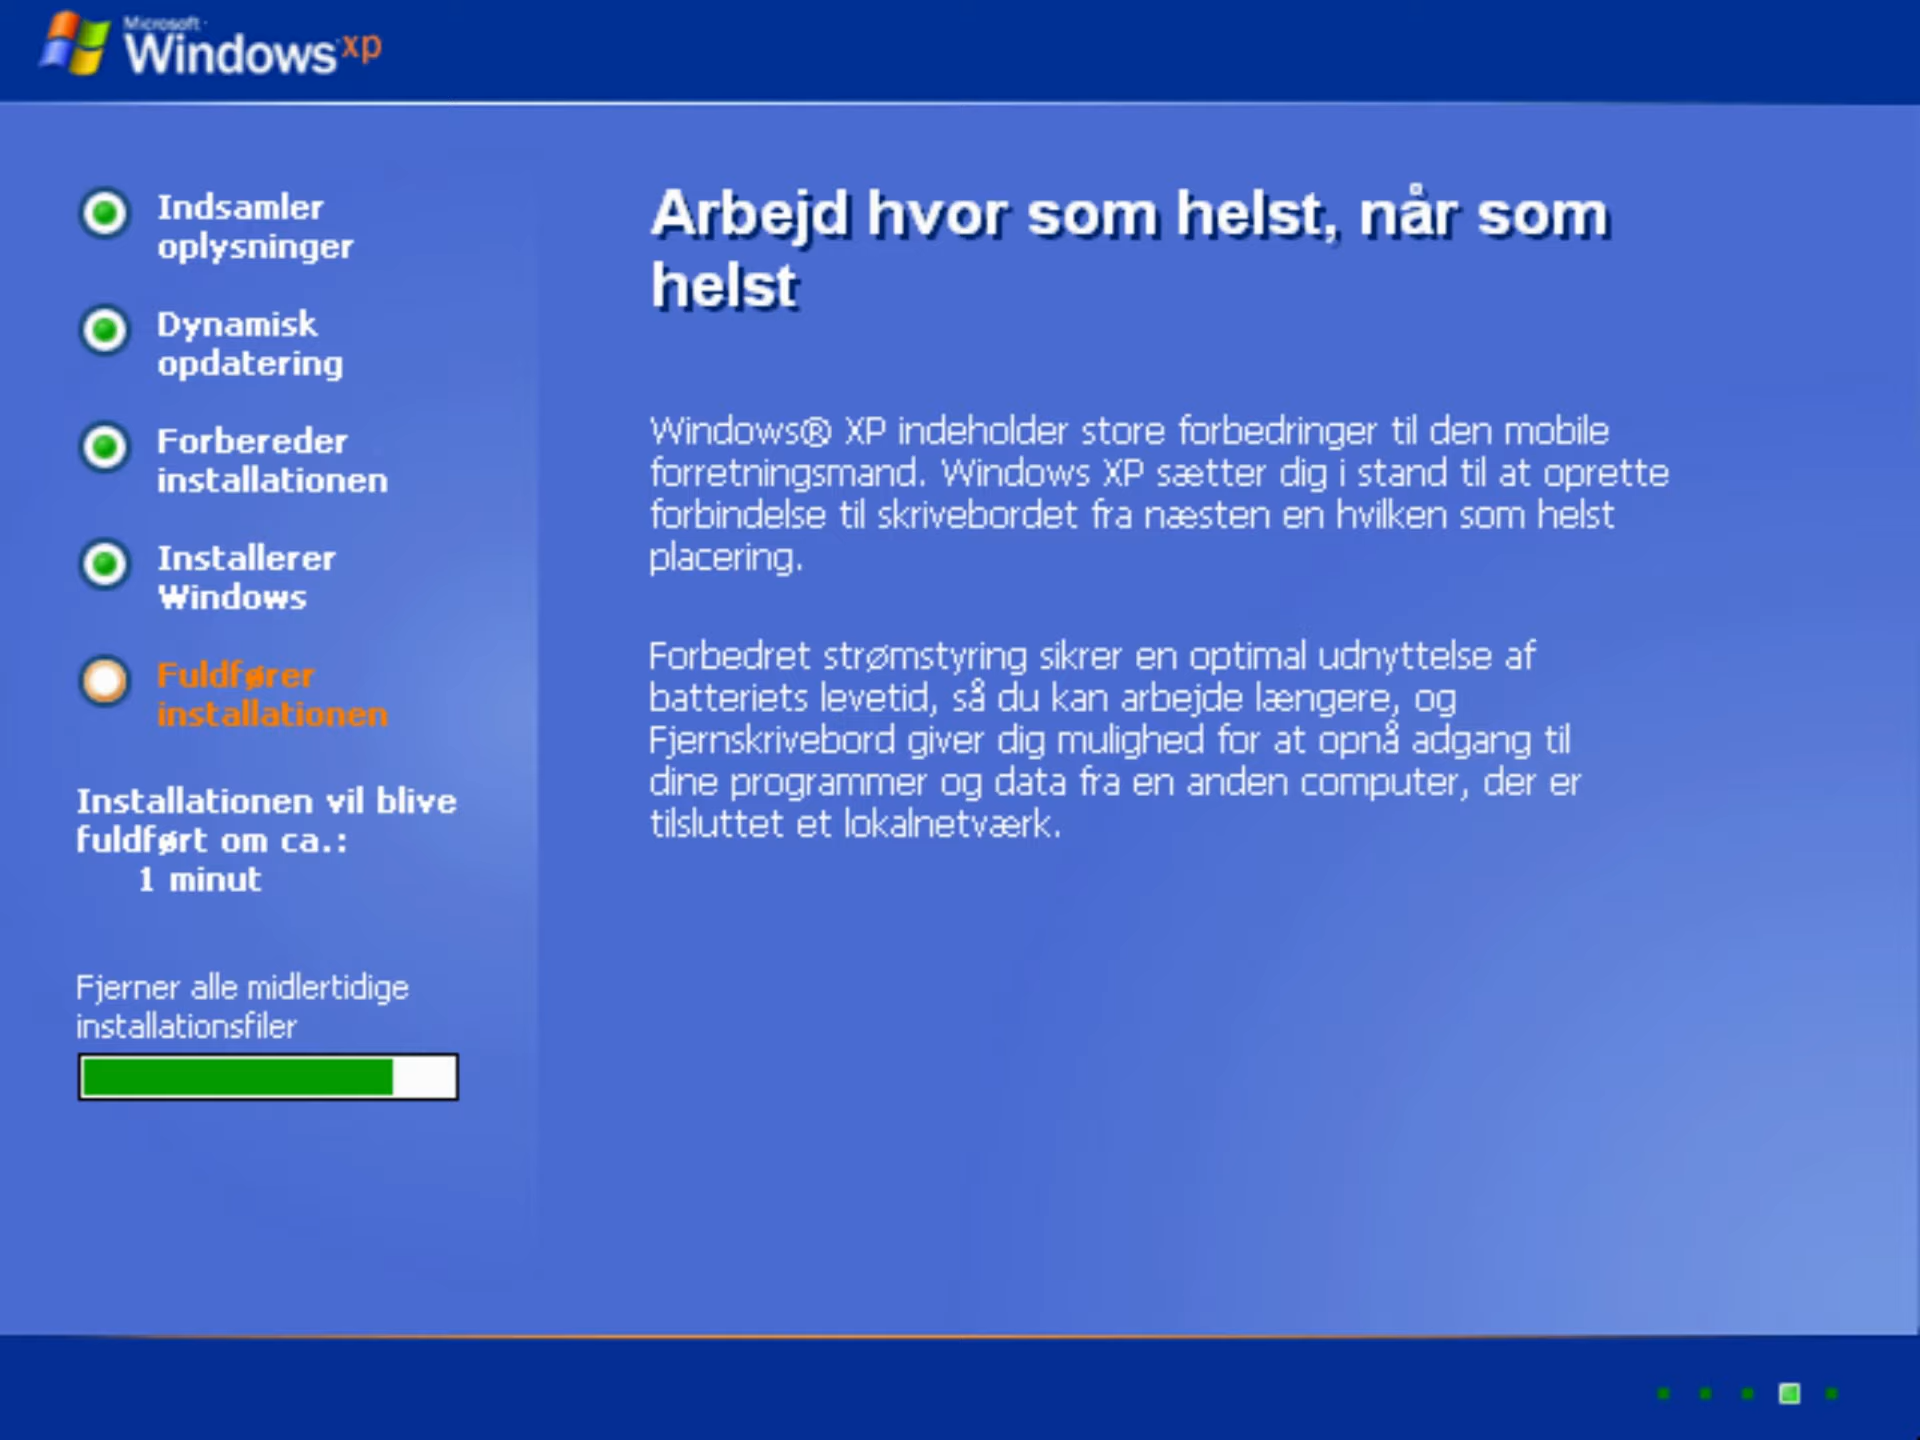 Microsoft
Windows xp
Indsamler
oplysninger
Dynamisk
opdatering
Forbereder
installationen
Installerer
Windows
Fuldfører
installationen
Installationen vil blive
fuldført om ca.:
1 minut
Fjerner alle midlertidige
installationsfiler
Arbejd hvor som helst, når som
helst
Windows® XP indeholder store forbedringer til den mobile
forretningsmand. Windows XP sætter dig i stand til at oprette
forbindelse til skrivebordet fra næsten en hvilken som helst
placering.
Forbedret strømstyring sikrer en optimal udnyttelse af
batteriets levetid, så du kan arbejde længere, og
Fjernskrivebord giver dig mulighed for at opnå adgang til
dine programmer og data fra en anden computer, der er
tilsluttet et lokalnetværk.